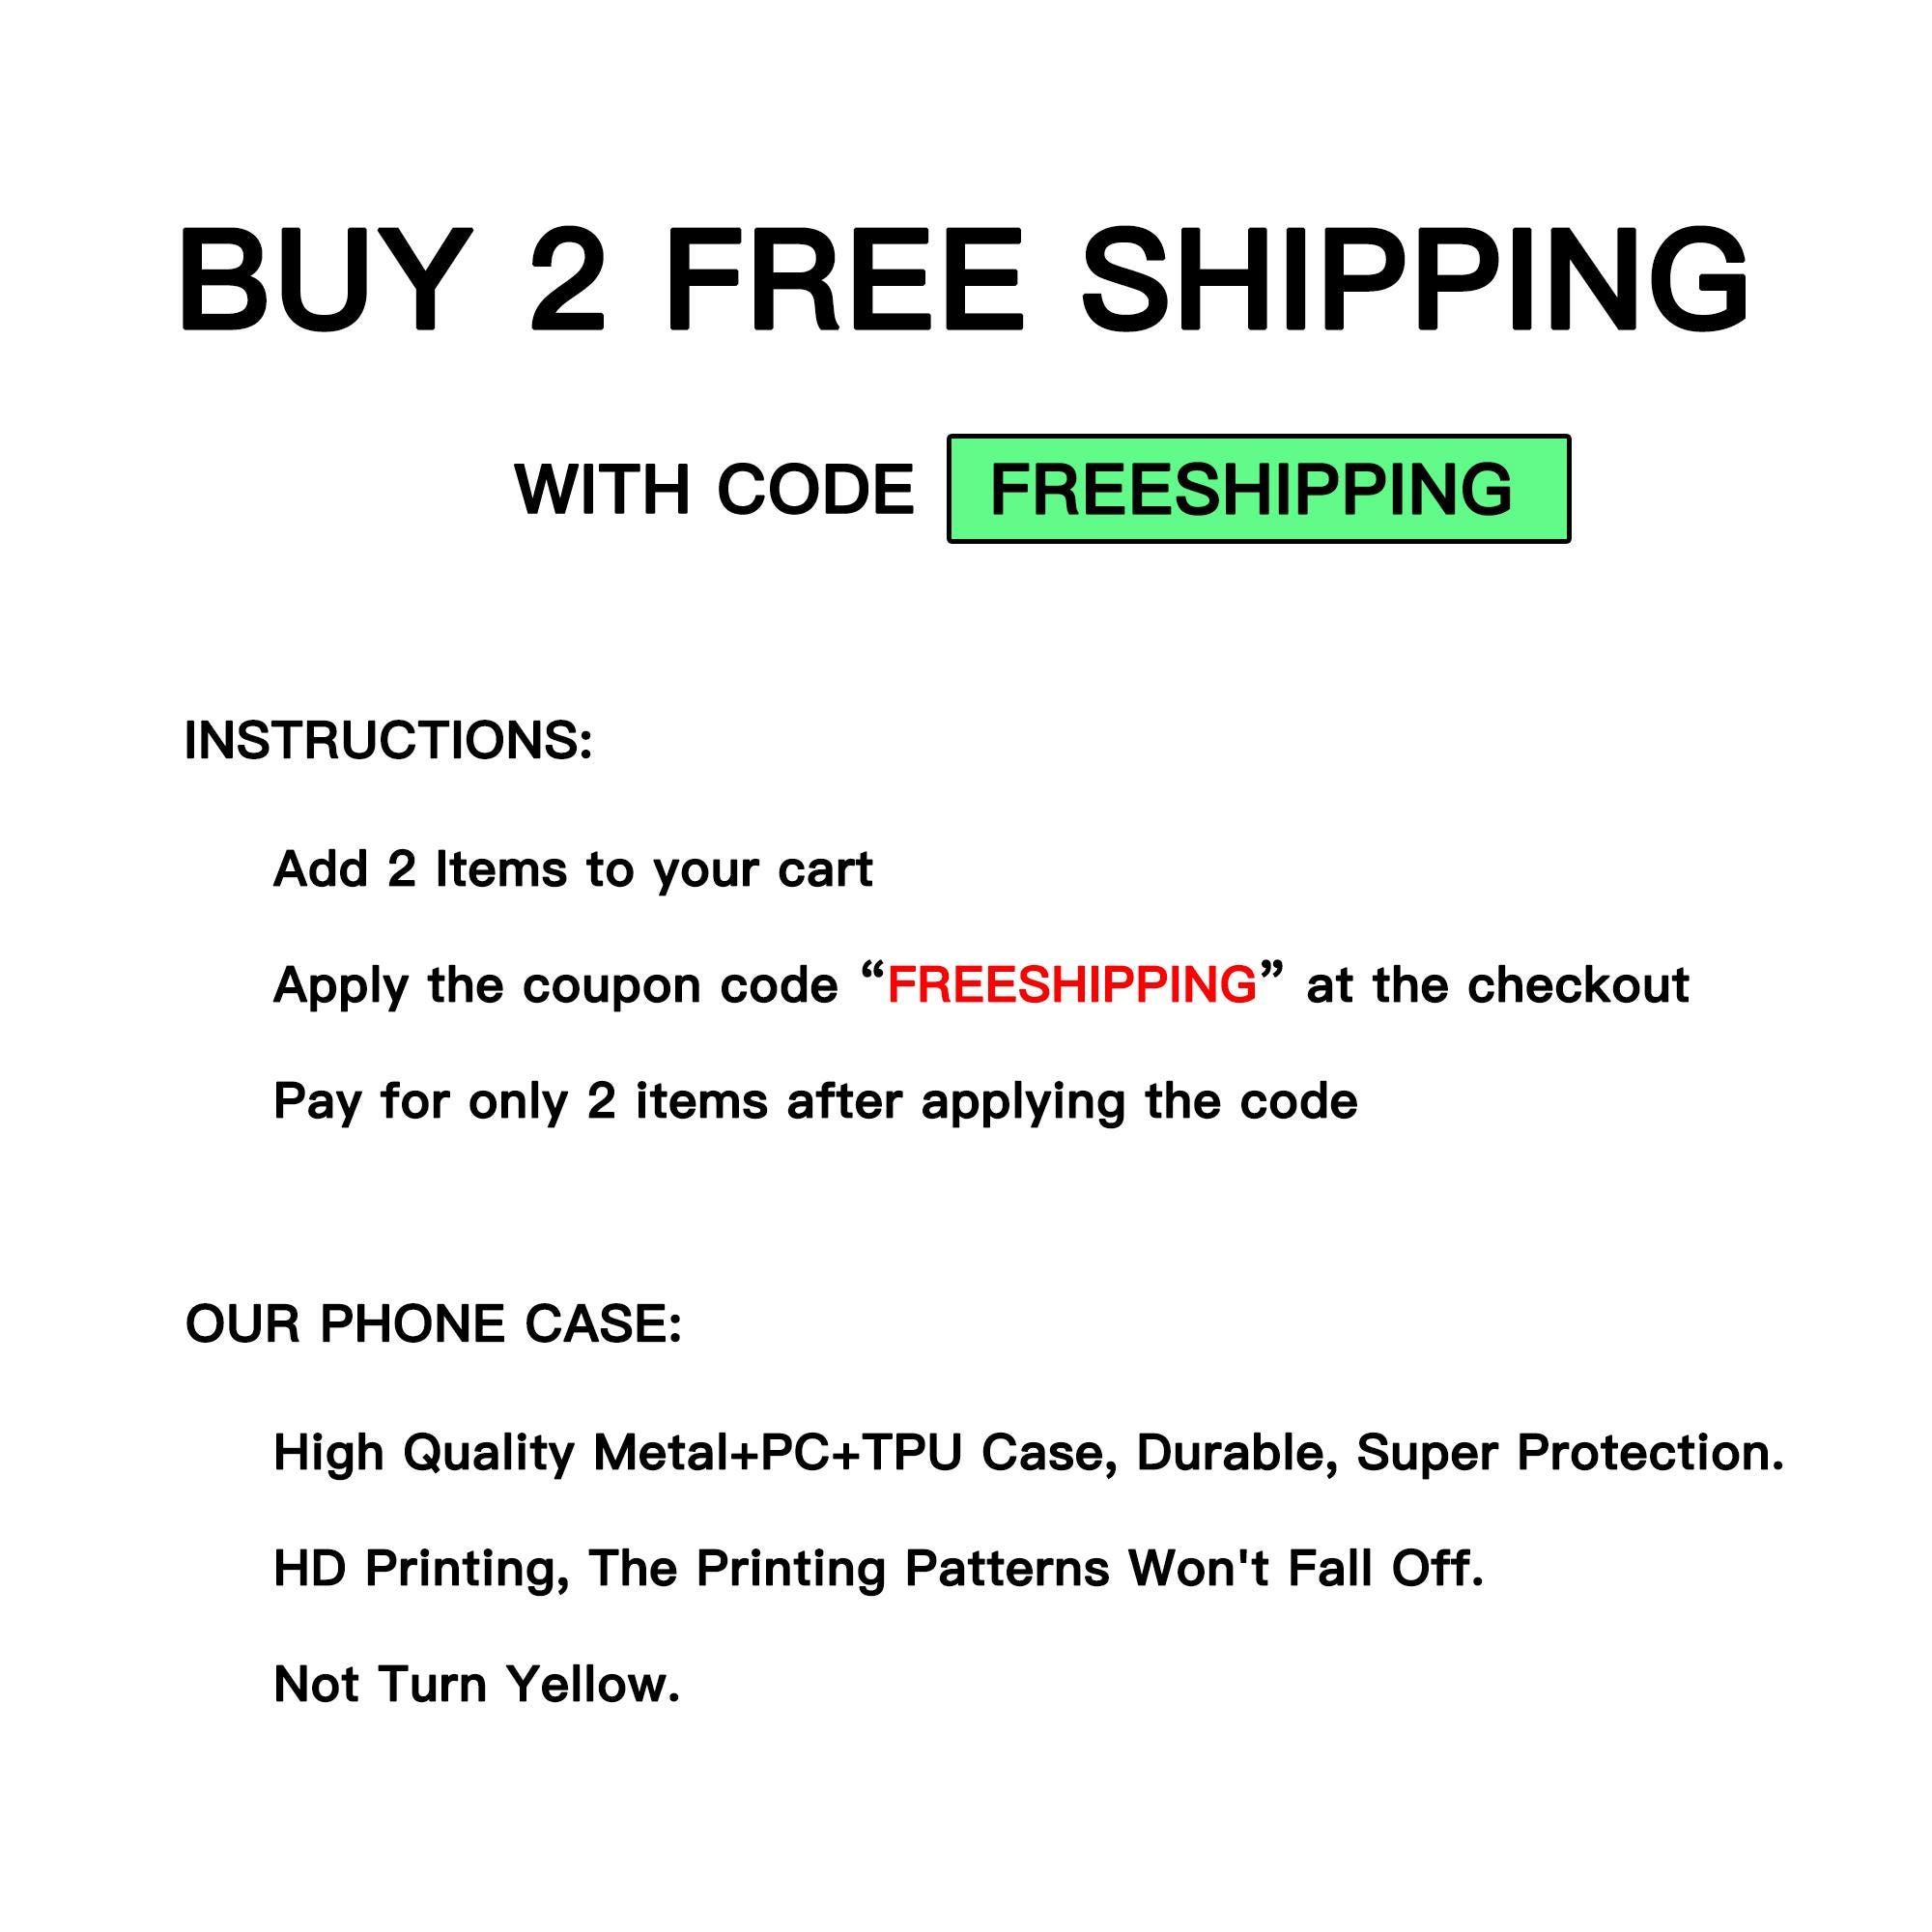 BUY 2 FREE SHIPPING
WITH CODE FREESHIPPING
INSTRUCTIONS:
Add 2 Items to your cart
Apply the coupon code “FREESHIPPING” at the checkout
Pay for only 2 items after applying the code
OUR PHONE CASE:
High Quality Metal+PC+TPU Case, Durable, Super Protection.
HD Printing, The Printing Patterns Won't Fall Off.
Not Turn Yellow.